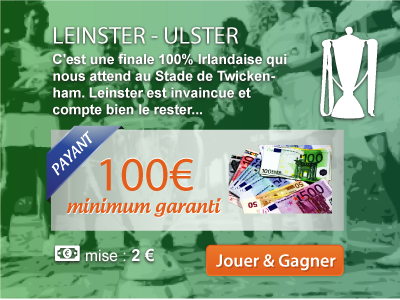 LEINSTER - ULSTER
C'est une finale 100% Irlandaise qui
nous attend au Stade de Twicken-
ham. Leinster est invaincue et
compte bien le rester...
PAYANT
100€
minimum garanti
mise : 2 €
Jouer & Gagner